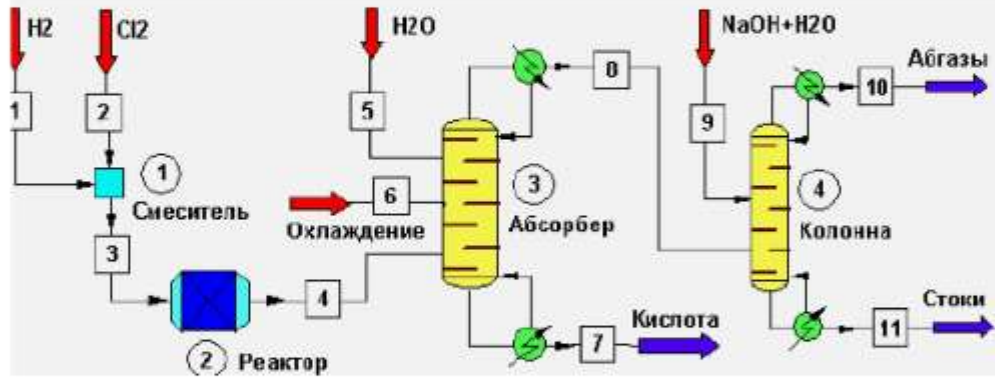 H2
Cl2
H2O
NaOH+H2O
Абгазы
1
2
5
8
10
9
1
Смеситель
6
3
Абсорбер
4
Колонна
Охлаждение
3
4
Кислота
Стоки
7
11
2 Реактор